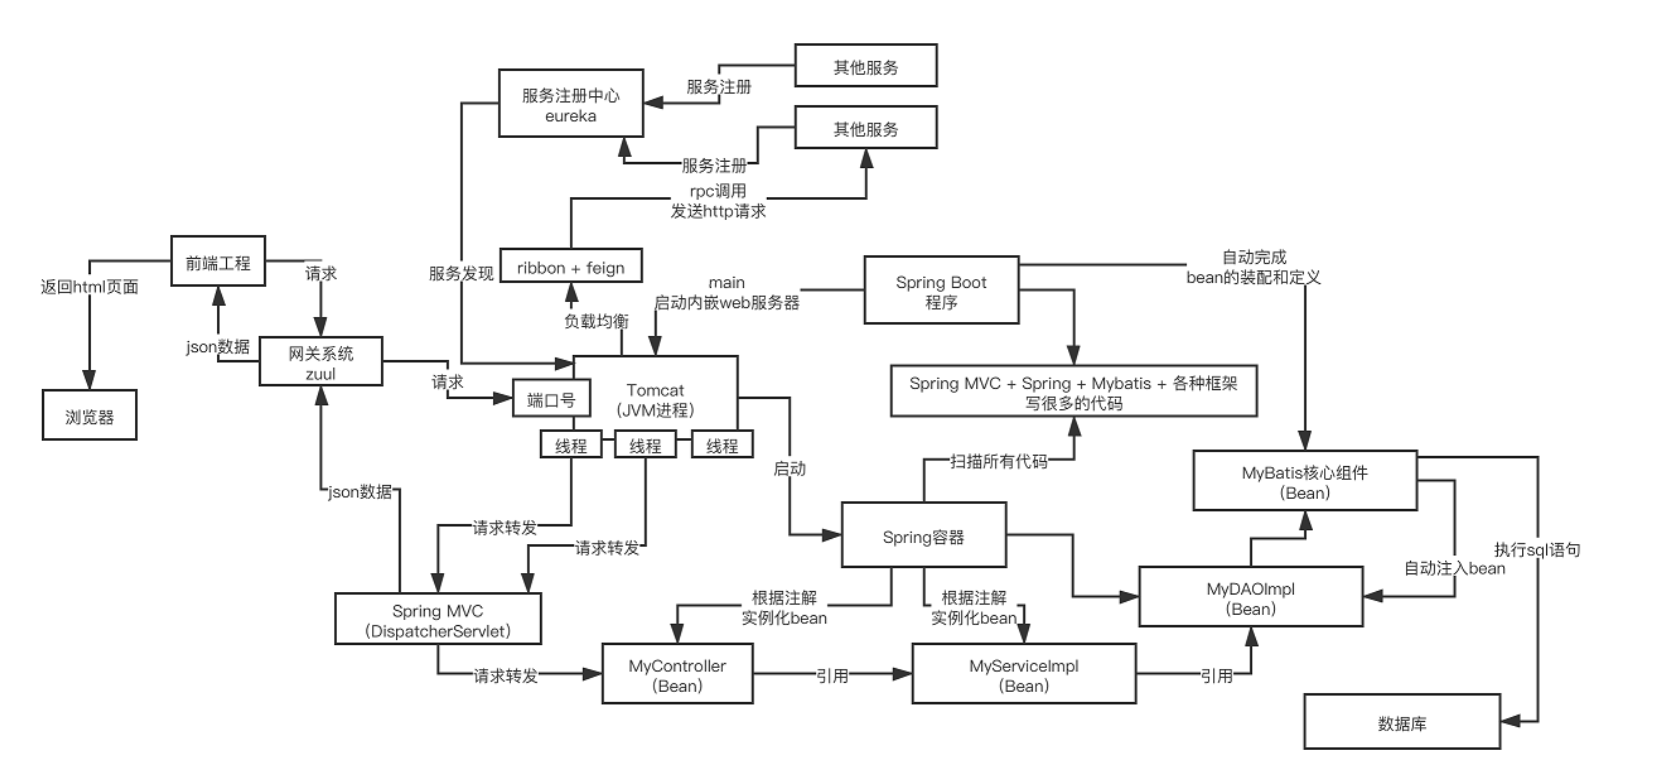 其他服务
服务注册
服务注册中心
eureka
其他服务
服务注册
rpc调用
发送http请求
前端工程
请求
返回html页面
服务发现
ribbon + feign
main
启动内嵌web服务器
Spring Boot
程序
自动完成
bean的装配和定义
负载均衡
json数据
网关系统
zuul
请求
端口号
Tomcat
（JVM进程）
Spring MVC + Spring + Mybatis + 各种框架
写很多的代码
浏览器
线程
线程
线程
启动
扫描所有代码
MyBatis核心组件
（Bean）
json数据
请求转发
请求转发
Spring容器
执行sql语句
自动注入bean
Spring MVC
（DispatcherServlet）
根据注解
实例化bean
根据注解
实例化bean
MyDAOImpl
（Bean）
请求转发
MyController
（Bean）
引用
MyServiceImpl
（Bean）
引用
数据库